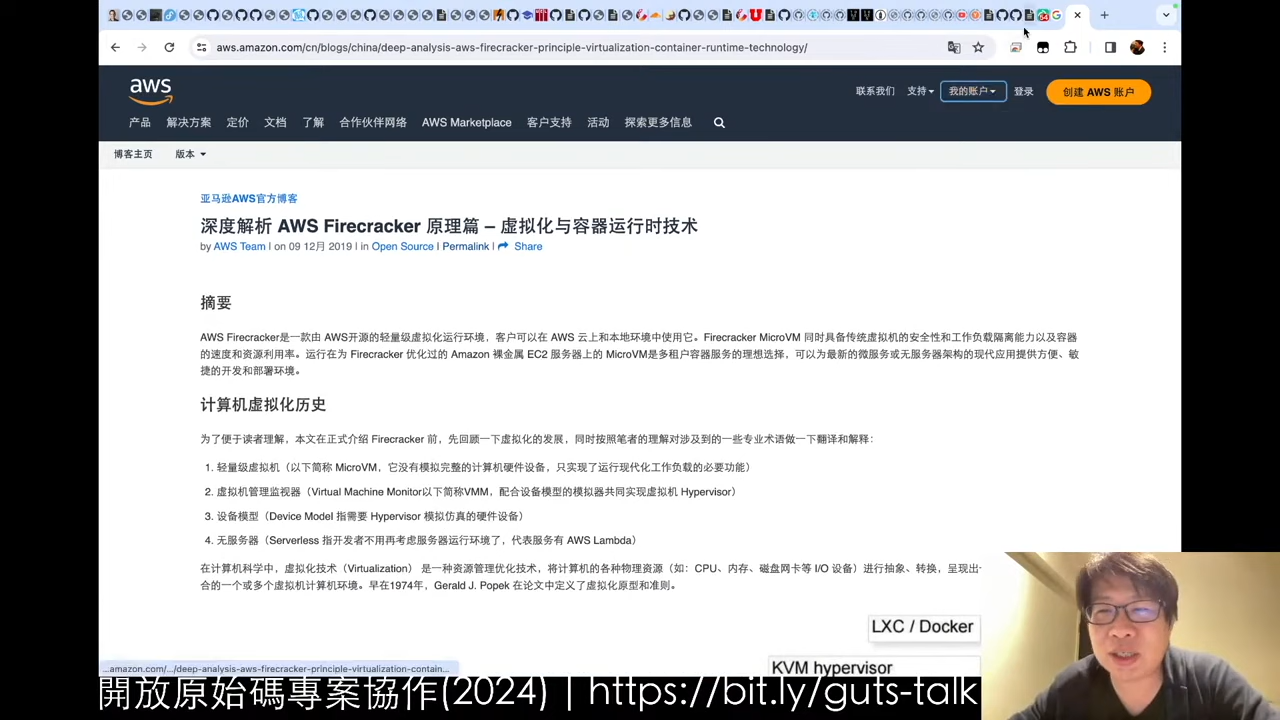 aws.amazon.com/cn/blogs/china/deep-analysis-aws-firecracker-principle-virtualization-container-runtime-technology/
aws
联系我们 支持 我的账户 登录 创建 AWS 账户
产品 解决方案 定价 文档 了解 合作伙伴网络 AWS Marketplace 客户支持 活动 探索更多信息
博客主页 版本
亚马逊AWS官方博客
深度解析 AWS Firecracker 原理篇 – 虚拟化与容器运行时技术
by AWS Team | on 09 12月 2019 | in Open Source | Permalink | Share
摘要
AWS Firecracker是一款由 AWS开源的轻量级虚拟化运行环境，客户可以在 AWS 云上和本地环境中使用它。Firecracker MicroVM 同时具备传统虚拟机的安全性和工作负载隔离能力以及容器
的速度和资源利用率。运行在为 Firecracker 优化过的 Amazon 裸金属 EC2 服务器上的 MicroVM是多租户容器服务的理想选择，可以为最新的微服务或无服务器架构的现代应用提供方便、敏
捷的开发和部署环境。
计算机虚拟化历史
为了便于读者理解，本文在正式介绍 Firecracker 前，先回顾一下虚拟化的发展，同时按照笔者的理解对涉及到的一些专业术语做一下翻译和解释：
1. 轻量级虚拟机（以下简称 MicroVM，它没有模拟完整的计算机硬件设备，只实现了运行现代化工作负载的必要功能）
2. 虚拟机管理监视器（Virtual Machine Monitor以下简称VMM，配合设备模型的模拟器共同实现虚拟机 Hypervisor）
3. 设备模型（Device Model 指需要 Hypervisor 模拟仿真的硬件设备）
4. 无服务器（Serverless 指开发者不用再考虑服务器运行环境了，代表服务有 AWS Lambda）
在计算机科学中，虚拟化技术（Virtualization） 是一种资源管理优化技术，将计算机的各种物理资源（如：CPU、内存、磁盘网卡等 I/O 设备）进行抽象、转换，呈现出
合的一个或多个虚拟机计算机环境。早在1974年，Gerald J. Popek 在论文中定义了虚拟化原型和准则。
LXC / Docker
KVM hypervisor
...amazon.com/.../deep-analysis-aws-firecracker-principle-virtualization-contain...
開放原始碼專案協作(2024) | https://bit.ly/guts-talk